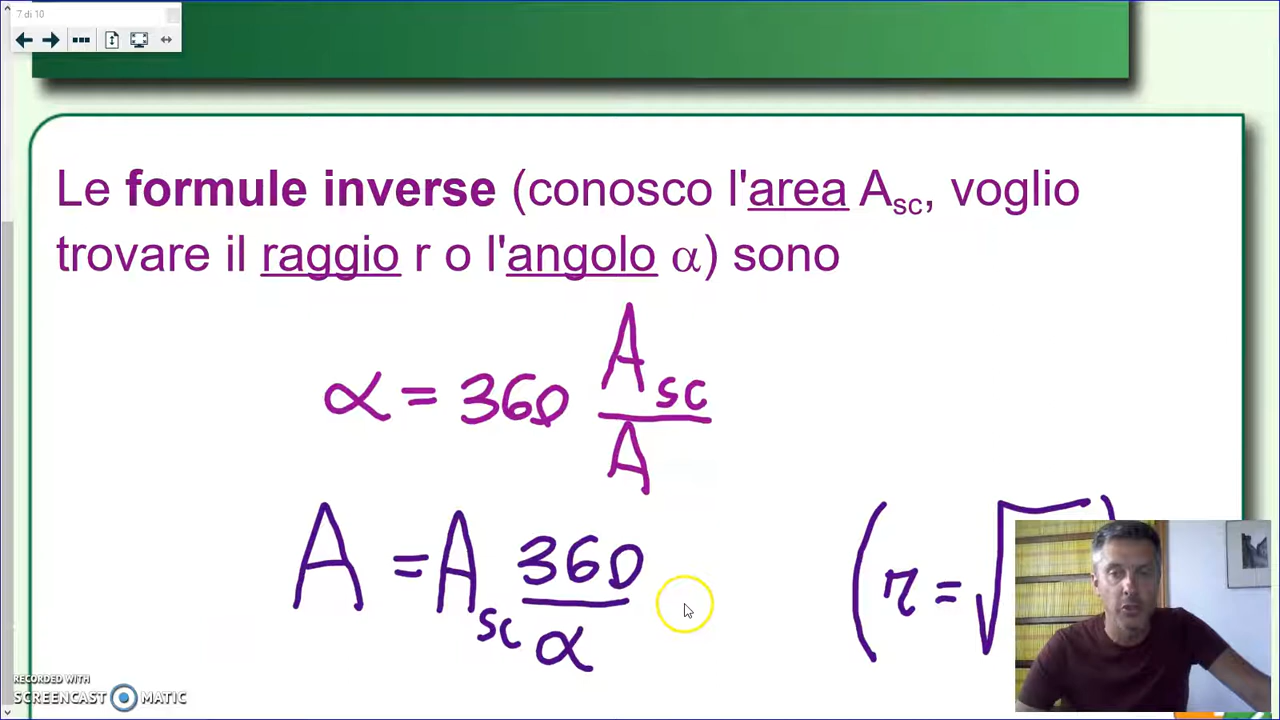 7 di 10
Le formule inverse (conosco l'area Asc, voglio
trovare il raggio r o l'angolo α) sono
α = 360 Asc/A
A = Asc 360/α
(r = √
RECORDED WITH
SCREENCAST MATIC